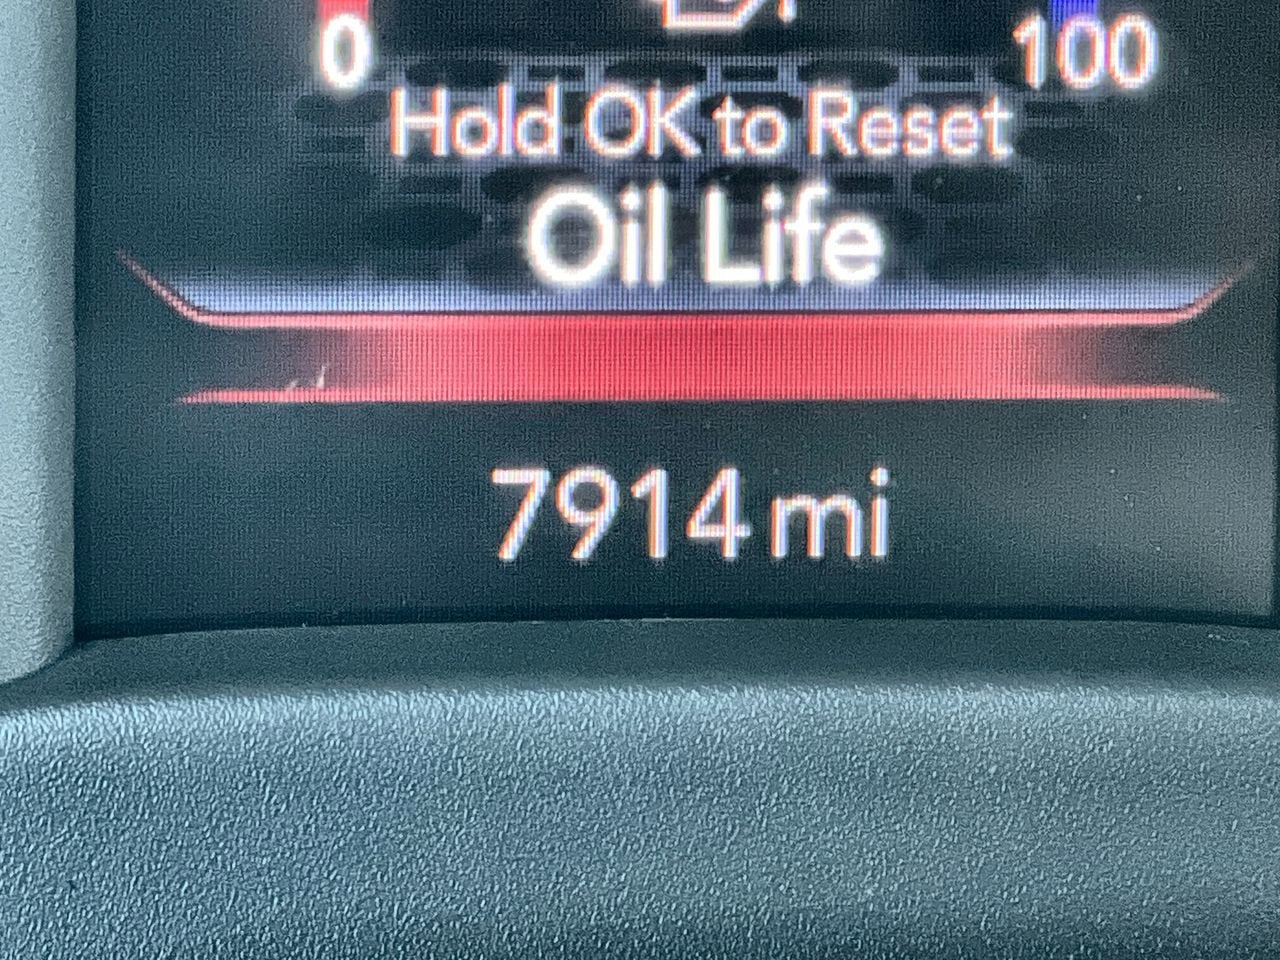 0 100
Hold OK to Reset
Oil Life
7914 mi